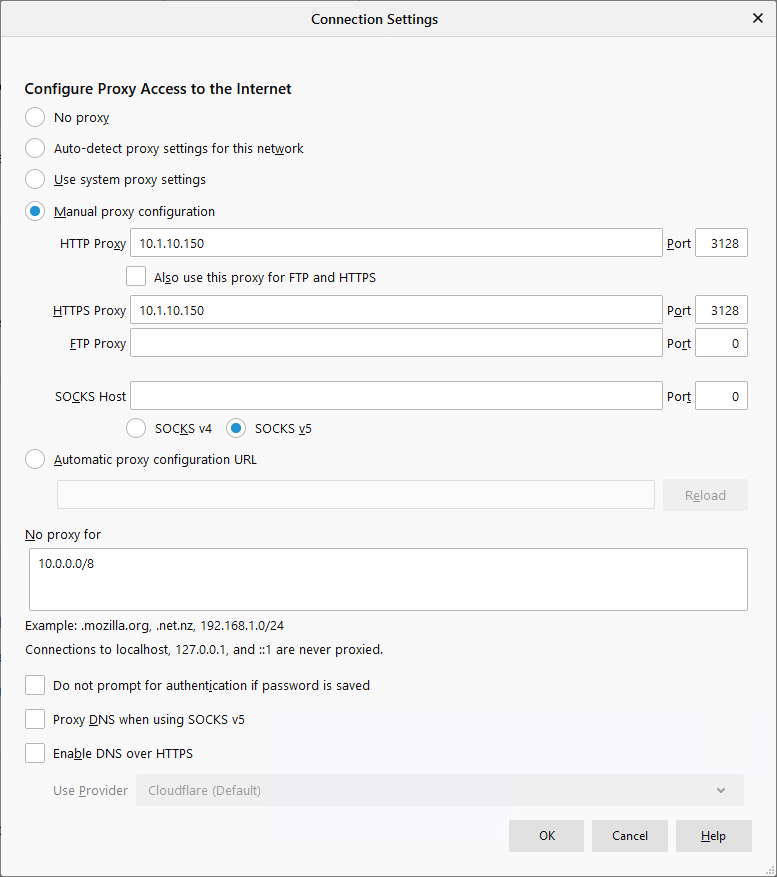 Connection Settings
Configure Proxy Access to the Internet
No proxy
Auto-detect proxy settings for this network
Use system proxy settings
Manual proxy configuration
HTTP Proxy 10.1.10.150 Port 3128
Also use this proxy for FTP and HTTPS
HTTPS Proxy 10.1.10.150 Port 3128
FTP Proxy Port 0
SOCKS Host Port 0
SOCKS v4 SOCKS v5
Automatic proxy configuration URL
Reload
No proxy for
10.0.0.0/8
Example: .mozilla.org, .net.nz, 192.168.1.0/24
Connections to localhost, 127.0.0.1, and ::1 are never proxied.
Do not prompt for authentication if password is saved
Proxy DNS when using SOCKS v5
Enable DNS over HTTPS
Use Provider Cloudflare (Default)
OK Cancel Help